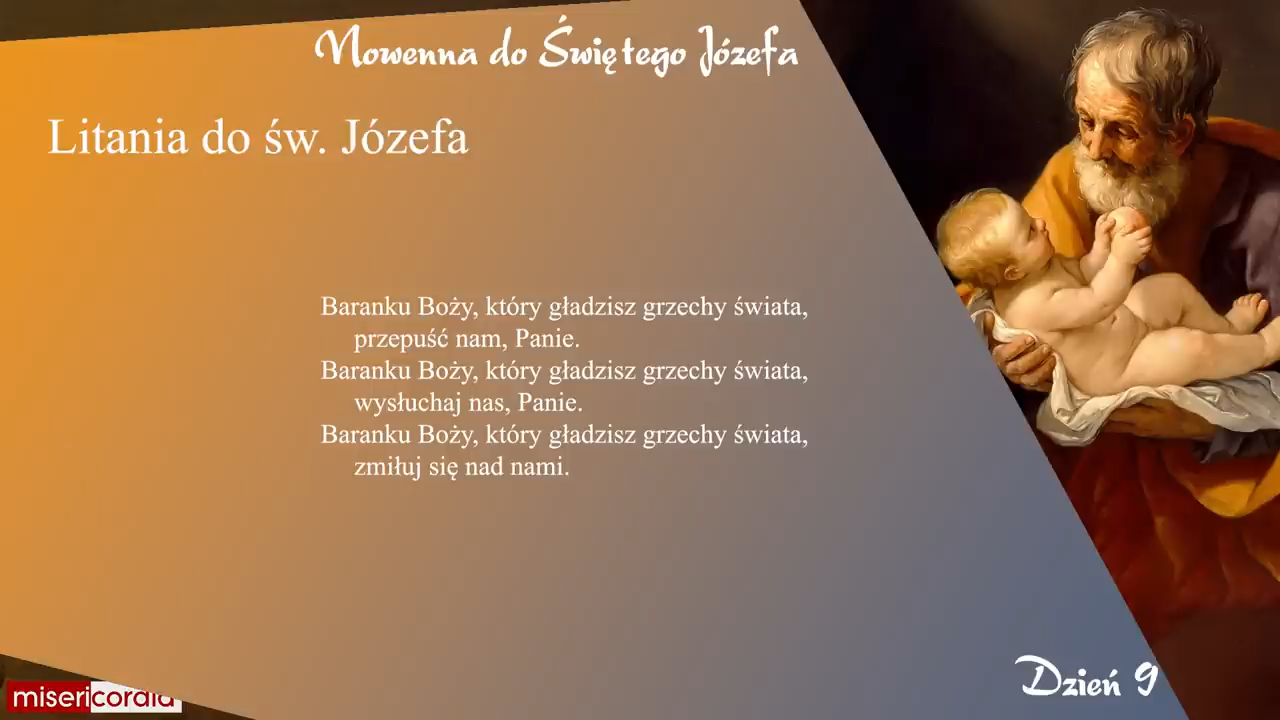 Nowenna do Świętego Józefa
Litania do św. Józefa
Baranku Boży, który gładzisz grzechy świata,
przepuść nam, Panie.
Baranku Boży, który gładzisz grzechy świata,
wysłuchaj nas, Panie.
Baranku Boży, który gładzisz grzechy świata,
zmiłuj się nad nami.
Dzień 9
misericordia